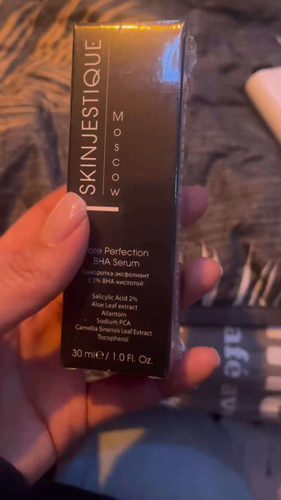 SKINJESTIQUE
Moscow
Pore Perfection
BHA Serum
Сыворотка-эксфолиант
с 2% BHA-кислотой
Salicylic Acid 2%
Aloe Leaf extract
Allantoin
Sodium PCA
Camellia Sinensis Leaf Extract
Tocopherol
30 ml ℮ / 1.0 Fl. Oz.